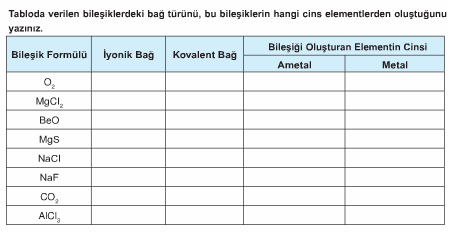 Tabloda verilen bileşiklerdeki bağ türünü, bu bileşiklerin hangi cins elementlerden oluştuğunu
yazınız.
Bileşik Formülü İyonik Bağ Kovalent Bağ Bileşiği Oluşturan Elementin Cinsi
Ametal Metal
O₂
MgCl₂
BeO
MgS
NaCl
NaF
CO₂
AlCl₃